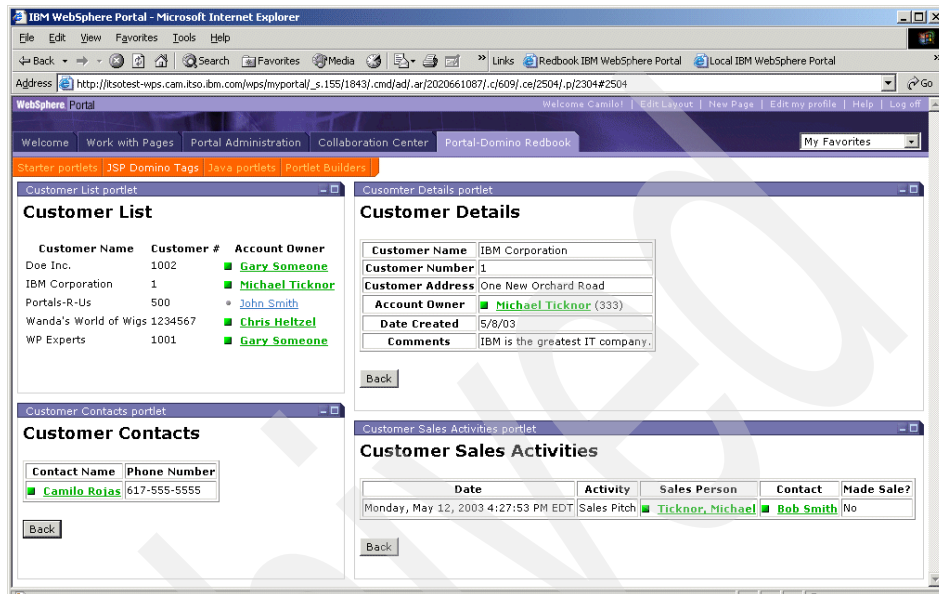 IBM WebSphere Portal - Microsoft Internet Explorer
File Edit View Favorites Tools Help
Back Search Favorites Media » Links Redbook IBM WebSphere Portal Local IBM WebSphere Portal »
Address http://itsotest-wps.cam.itso.ibm.com/wps/myportal/_s.155/1843/.cmd/ad/.ar/2020661087/.c/609/.ce/2504/.p/2304#2504 Go
WebSphere Portal Welcome Camilo! | Edit Layout | New Page | Edit my profile | Help | Log off
Welcome Work with Pages Portal Administration Collaboration Center Portal-Domino Redbook My Favorites
Starter portlets JSP Domino Tags Java portlets Portlet Builders
Customer List portlet
Customer List
Customer Name Customer # Account Owner
Doe Inc. 1002 Gary Someone
IBM Corporation 1 Michael Ticknor
Portals-R-Us 500 John Smith
Wanda's World of Wigs 1234567 Chris Heltzel
WP Experts 1001 Gary Someone
Cusomter Details portlet
Customer Details
Customer Name IBM Corporation
Customer Number 1
Customer Address One New Orchard Road
Account Owner Michael Ticknor (333)
Date Created 5/8/03
Comments IBM is the greatest IT company.
Back
Customer Contacts portlet
Customer Contacts
Contact Name Phone Number
Camilo Rojas 617-555-5555
Back
Customer Sales Activities portlet
Customer Sales Activities
Date Activity Sales Person Contact Made Sale?
Monday, May 12, 2003 4:27:53 PM EDT Sales Pitch Ticknor, Michael Bob Smith No
Back